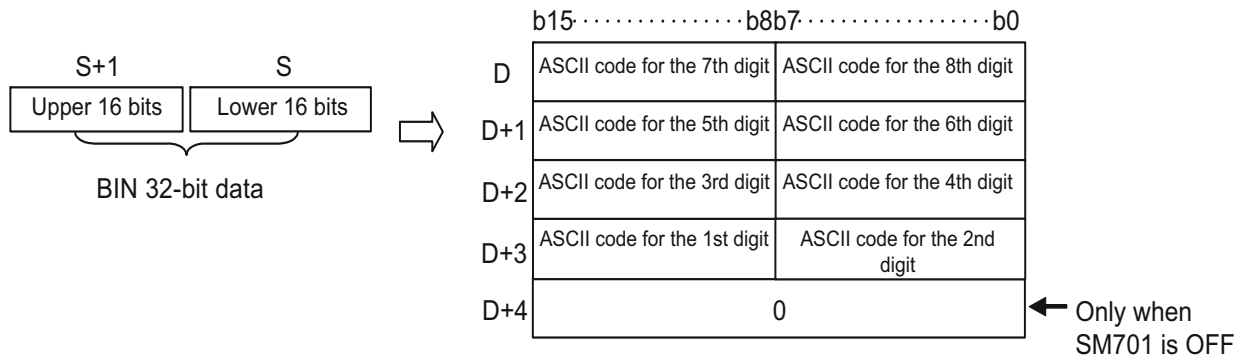 b15·················b8b7····················b0
S+1 S
Upper 16 bits Lower 16 bits
BIN 32-bit data
D ASCII code for the 7th digit ASCII code for the 8th digit
D+1 ASCII code for the 5th digit ASCII code for the 6th digit
D+2 ASCII code for the 3rd digit ASCII code for the 4th digit
D+3 ASCII code for the 1st digit ASCII code for the 2nd
digit
D+4 0
Only when
SM701 is OFF